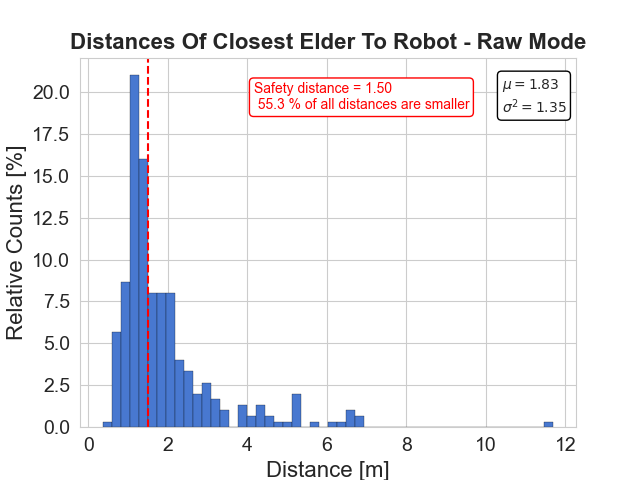 Distances Of Closest Elder To Robot - Raw Mode
Safety distance = 1.50
55.3 % of all distances are smaller
μ = 1.83
σ² = 1.35
Relative Counts [%]
20.0
17.5
15.0
12.5
10.0
7.5
5.0
2.5
0.0
0 2 4 6 8 10 12
Distance [m]